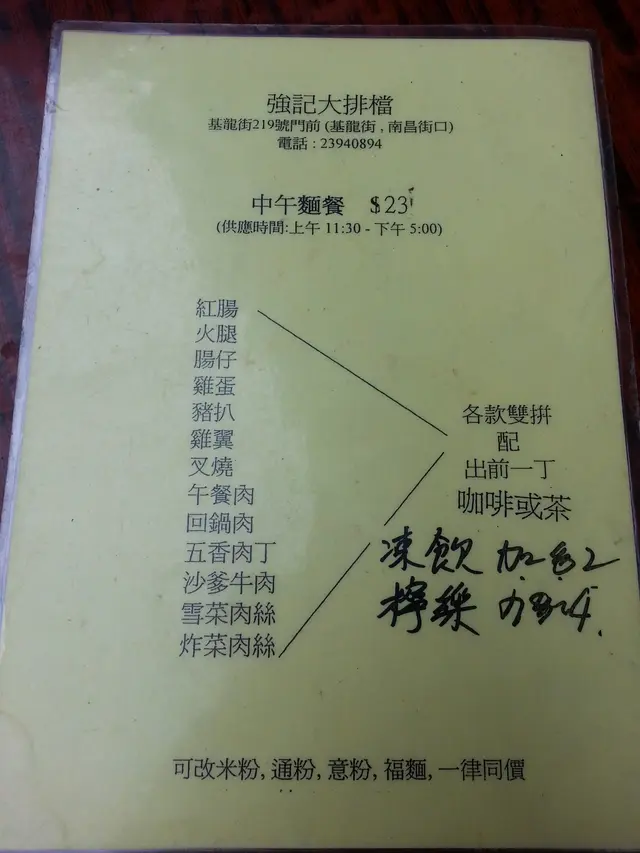 強記大排檔
基龍街219號門前 (基龍街 , 南昌街口)
電話 : 23940894
中午麵餐 $23
(供應時間:上午 11:30 - 下午 5:00)
紅腸
火腿
腸仔
雞蛋
豬扒
雞翼
叉燒
午餐肉
回鍋肉
五香肉丁
沙爹牛肉
雪菜肉絲
炸菜肉絲
各款雙拼
配
出前一丁
咖啡或茶
凍飲 加 2
檸 4
可改米粉, 通粉, 意粉, 福麵, 一律同價